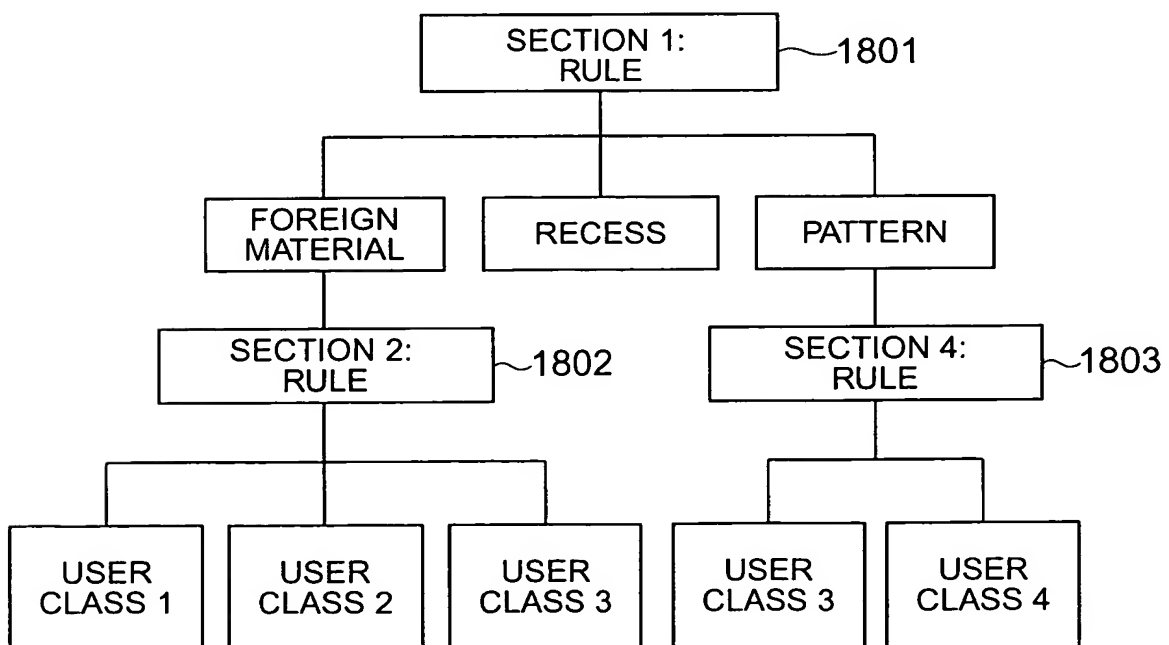 SECTION 1:
RULE
1801
FOREIGN
MATERIAL
RECESS
PATTERN
SECTION 2:
RULE
1802
SECTION 4:
RULE
1803
USER
CLASS 1
USER
CLASS 2
USER
CLASS 3
USER
CLASS 3
USER
CLASS 4